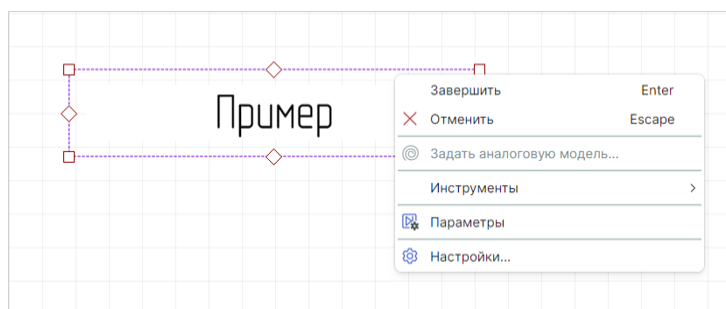 Пример
Завершить Enter
Отменить Escape
Задать аналоговую модель...
Инструменты
Параметры
Настройки...